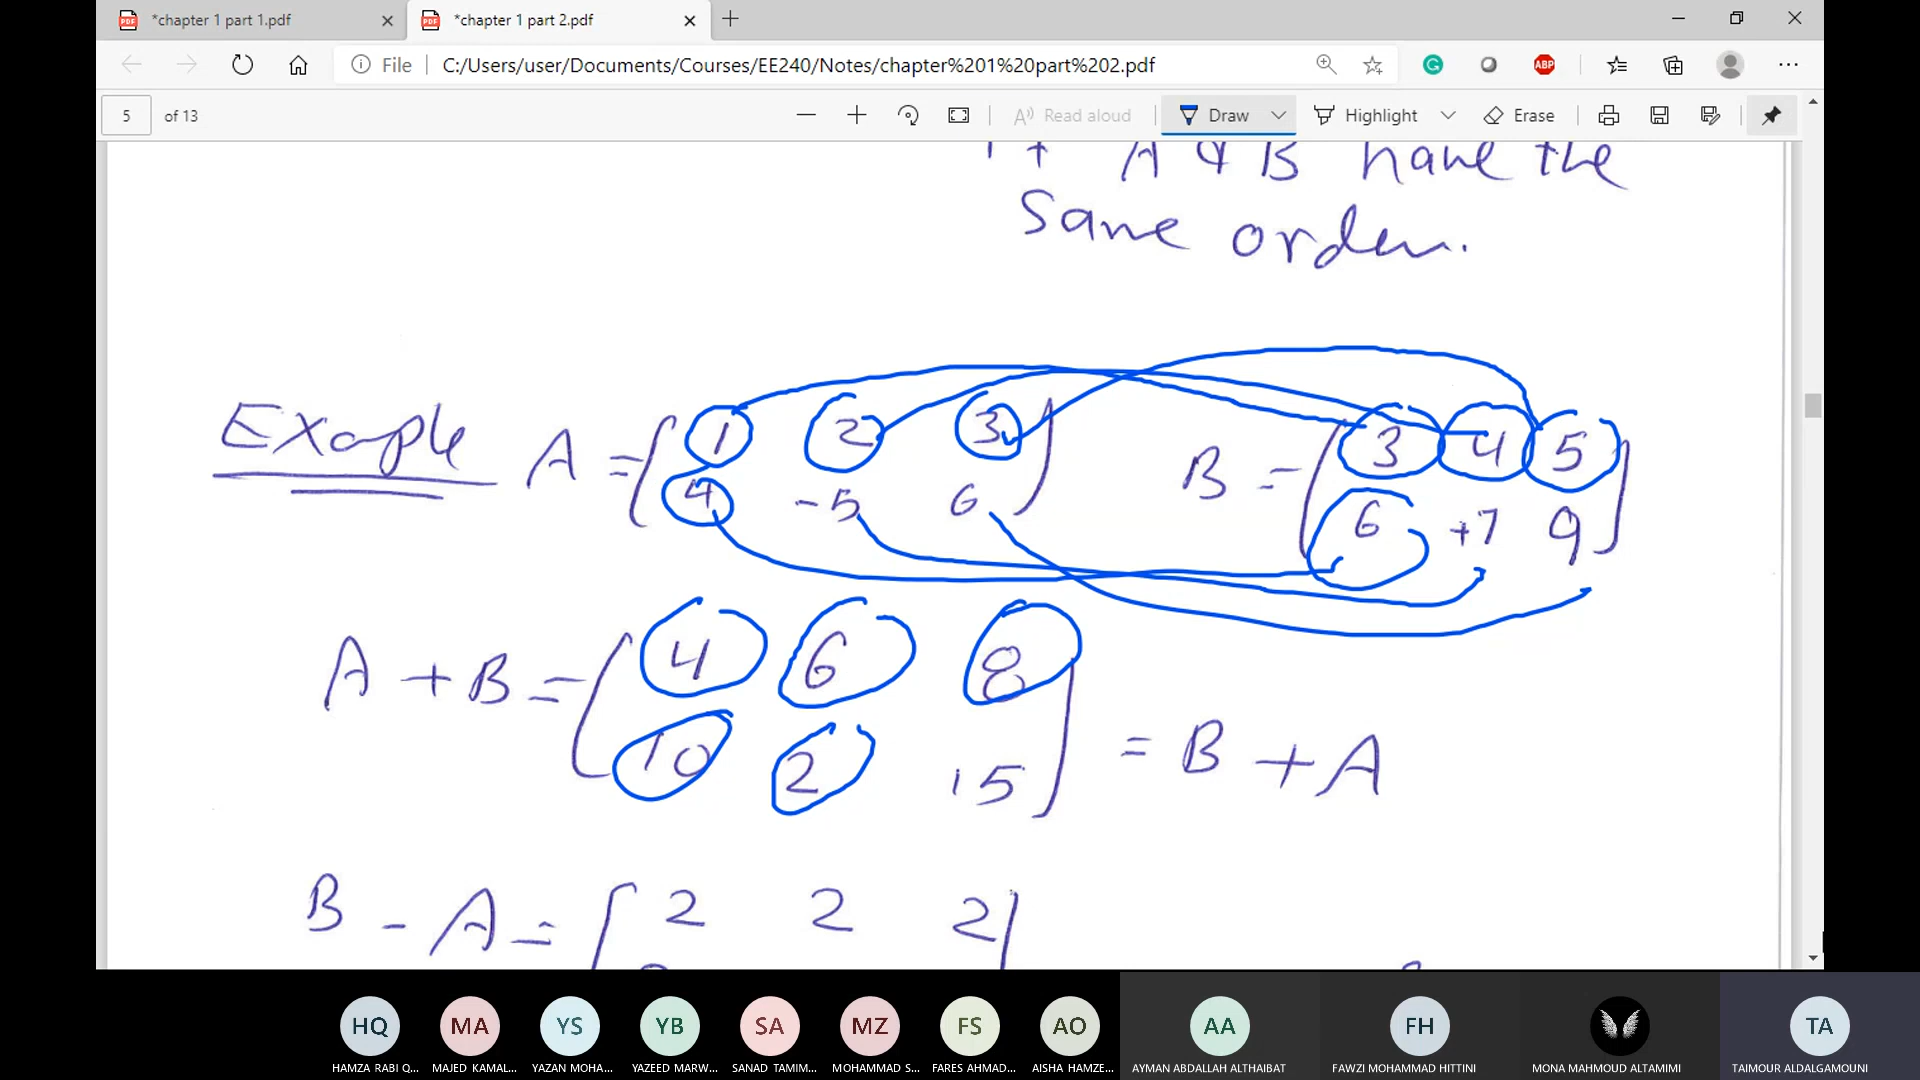 *chapter 1 part 1.pdf
*chapter 1 part 2.pdf
File C:/Users/user/Documents/Courses/EE240/Notes/chapter%201%20part%202.pdf
ABP
5 of 13
Read aloud
Draw
Highlight
Erase
if A & B have the
same order.
Example A = [1 2 3
4 -5 6] B = [3 4 5
6 +7 9]
A + B = [4 6 8
10 2 15] = B + A
B - A = [2 2 2]
HQ MA YS YB SA MZ FS AO AA FH TA
HAMZA RABI Q... MAJED KAMAL... YAZAN MOHA... YAZEED MARW... SANAD TAMIM... MOHAMMAD S... FARES AHMAD... AISHA HAMZE... AYMAN ABDALLAH ALTHAIBAT FAWZI MOHAMMAD HITTINI MONA MAHMOUD ALTAMIMI TAIMOUR ALDALGAMOUNI